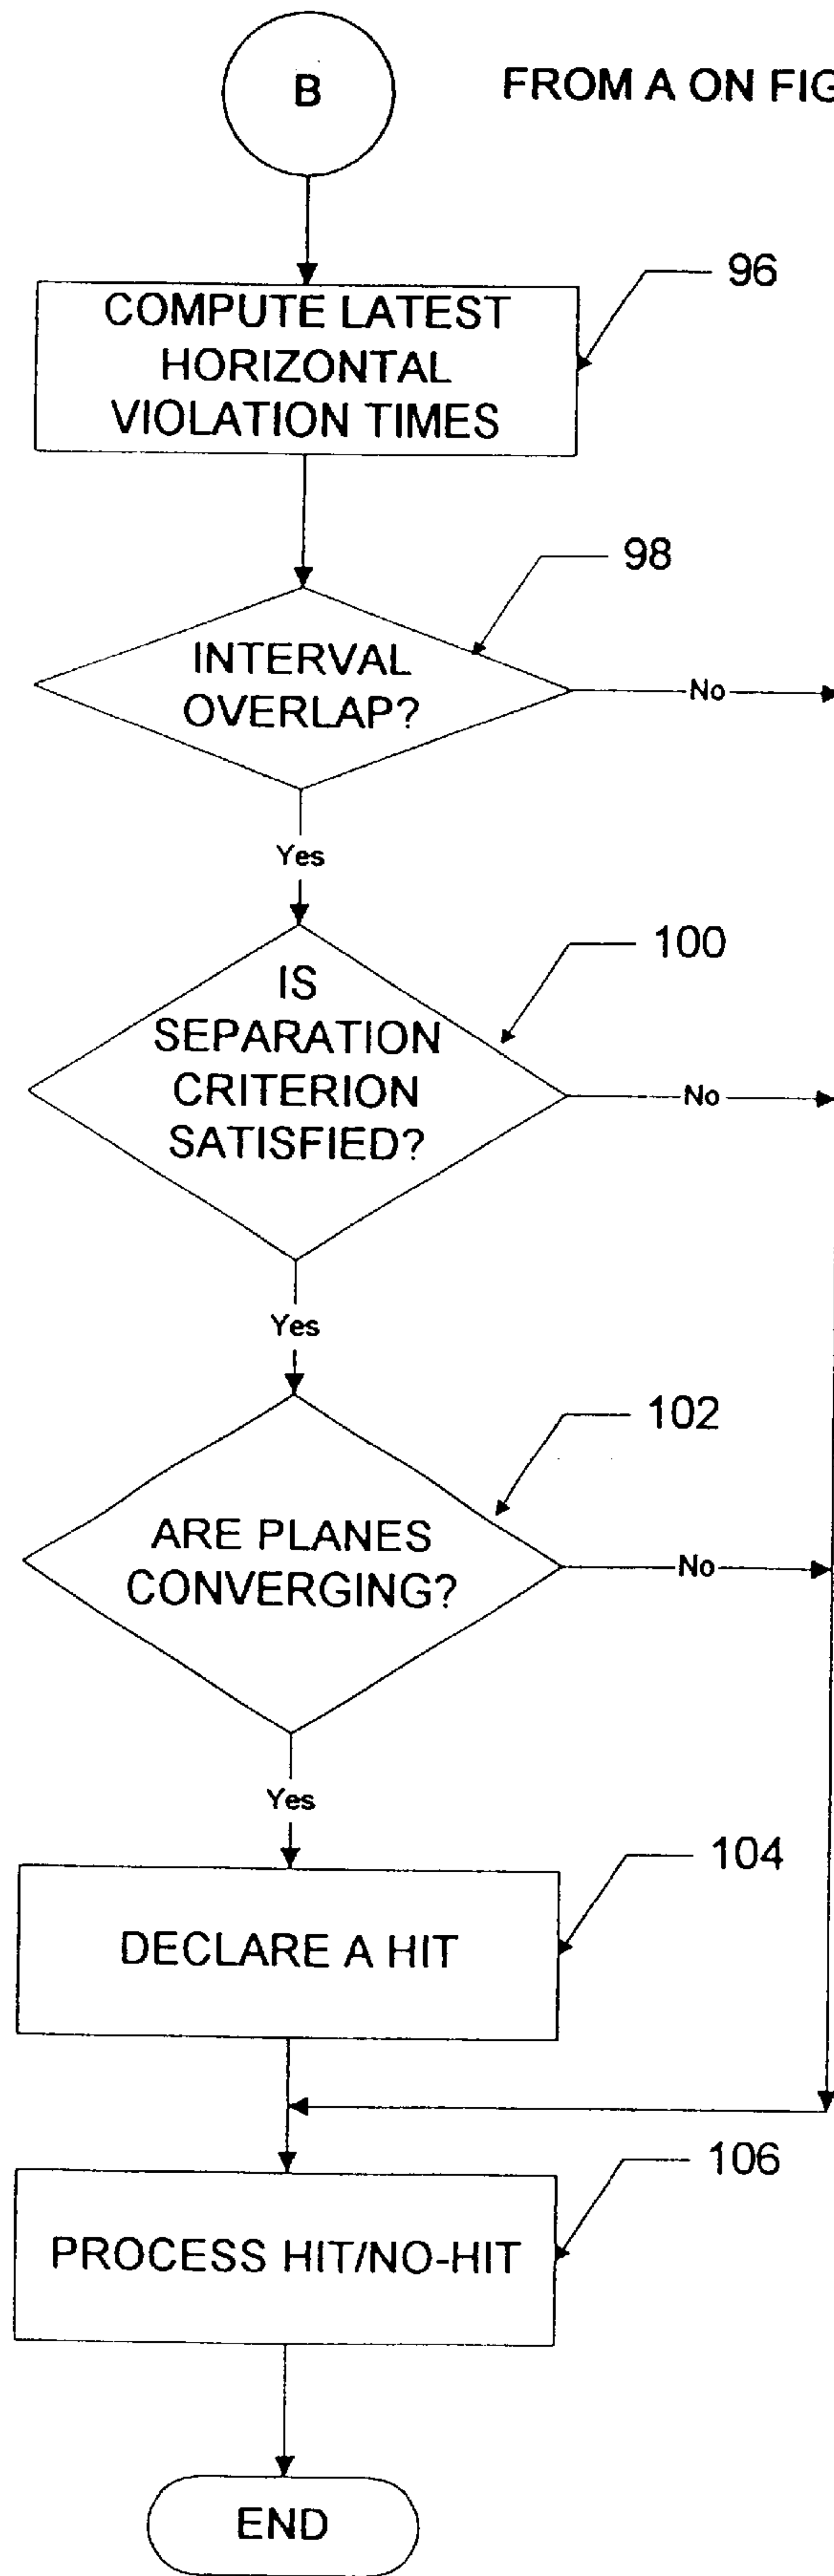 B
FROM A ON FIG
COMPUTE LATEST
HORIZONTAL
VIOLATION TIMES
96
INTERVAL
OVERLAP?
98
No
Yes
IS
SEPARATION
CRITERION
SATISFIED?
100
No
Yes
ARE PLANES
CONVERGING?
102
No
Yes
DECLARE A HIT
104
PROCESS HIT/NO-HIT
106
END